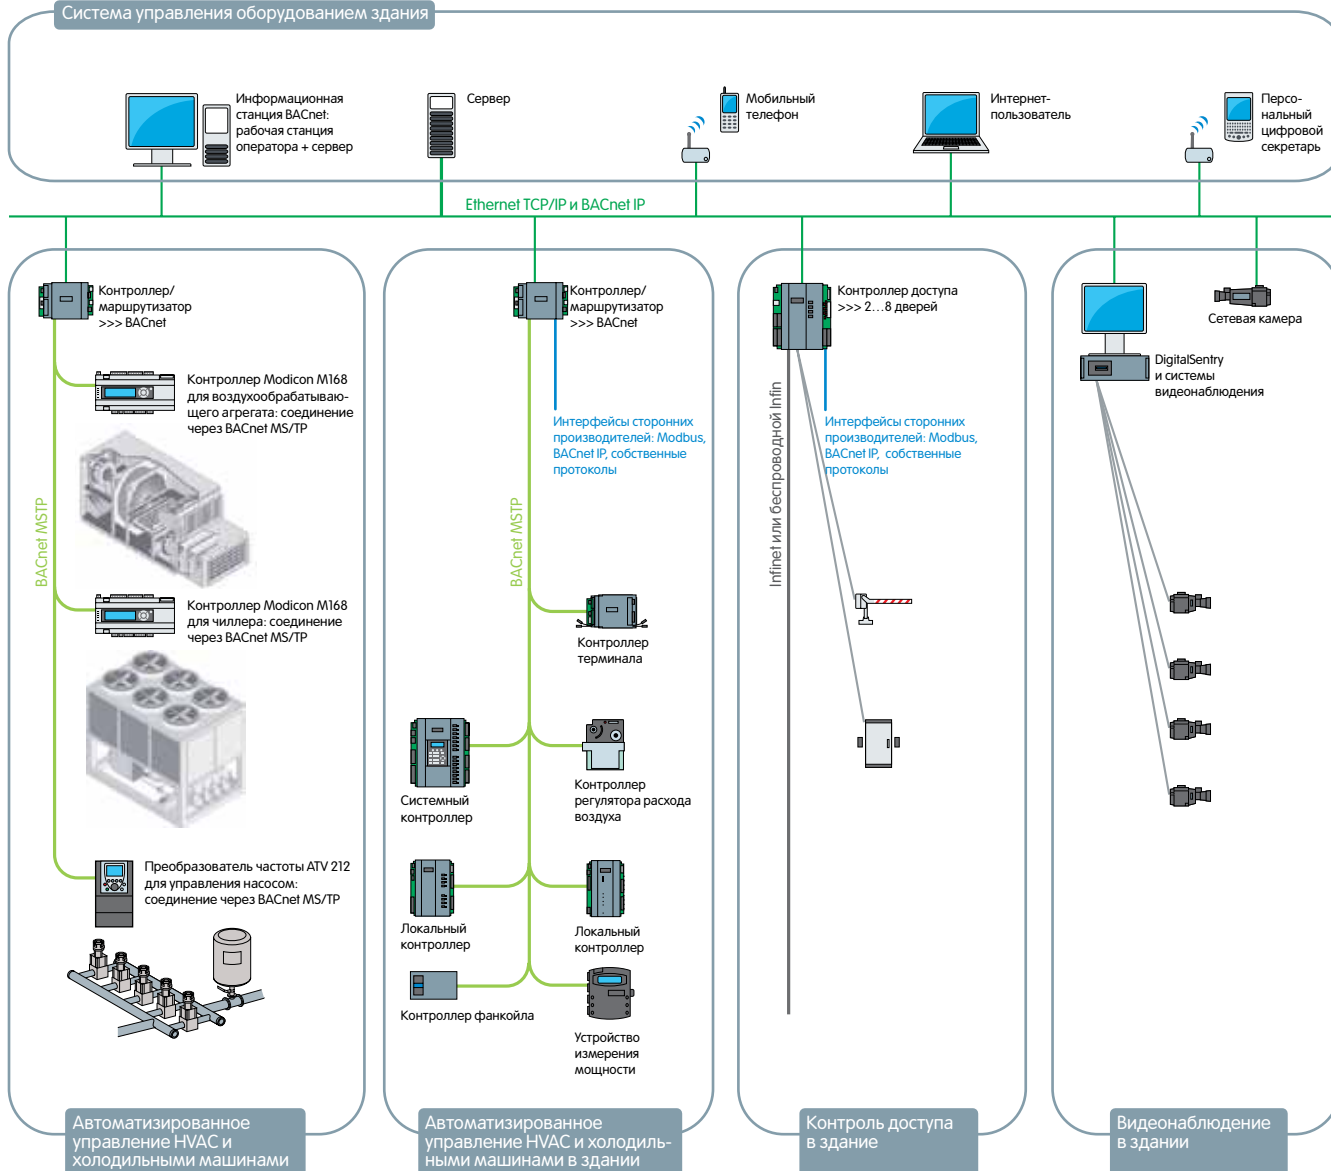 Система управления оборудованием здания
Информационная
станция BACnet:
рабочая станция
оператора + сервер
Сервер
Мобильный
телефон
Интернет-
пользователь
Персо-
нальный
цифровой
секретарь
Ethernet TCP/IP и BACnet IP
Контроллер/
маршрутизатор
>>> BACnet
Контроллер Modicon M168
для воздухообрабатываю-
щего агрегата: соединение
через BACnet MS/TP
BACnet MSTP
Контроллер Modicon M168
для чиллера: соединение
через BACnet MS/TP
Преобразователь частоты ATV 212
для управления насосом:
соединение через BACnet MS/TP
Автоматизированное
управление HVAC и
холодильными машинами
Контроллер/
маршрутизатор
>>> BACnet
Интерфейсы сторонних
производителей: Modbus,
BACnet IP, собственные
протоколы
BACnet MSTP
Контроллер
терминала
Системный
контроллер
Контроллер
регулятора расхода
воздуха
Локальный
контроллер
Локальный
контроллер
Контроллер фанкойла
Устройство
измерения
мощности
Автоматизированное
управление HVAC и холодиль-
ными машинами в здании
Контроллер доступа
>>> 2…8 дверей
Infinet или беспроводной Infin
Интерфейсы сторонних
производителей: Modbus,
BACnet IP, собственные
протоколы
Контроль доступа
в здание
Сетевая камера
DigitalSentry
и системы
видеонаблюдения
Видеонаблюдение
в здании